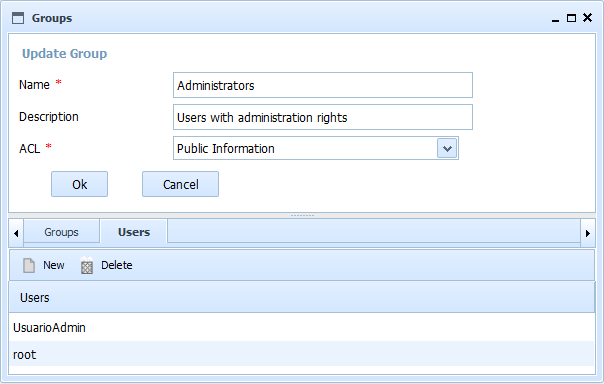 Groups
Update Group
Name *
Administrators
Description
Users with administration rights
ACL *
Public Information
Ok Cancel
Groups Users
New Delete
Users
UsuarioAdmin
root